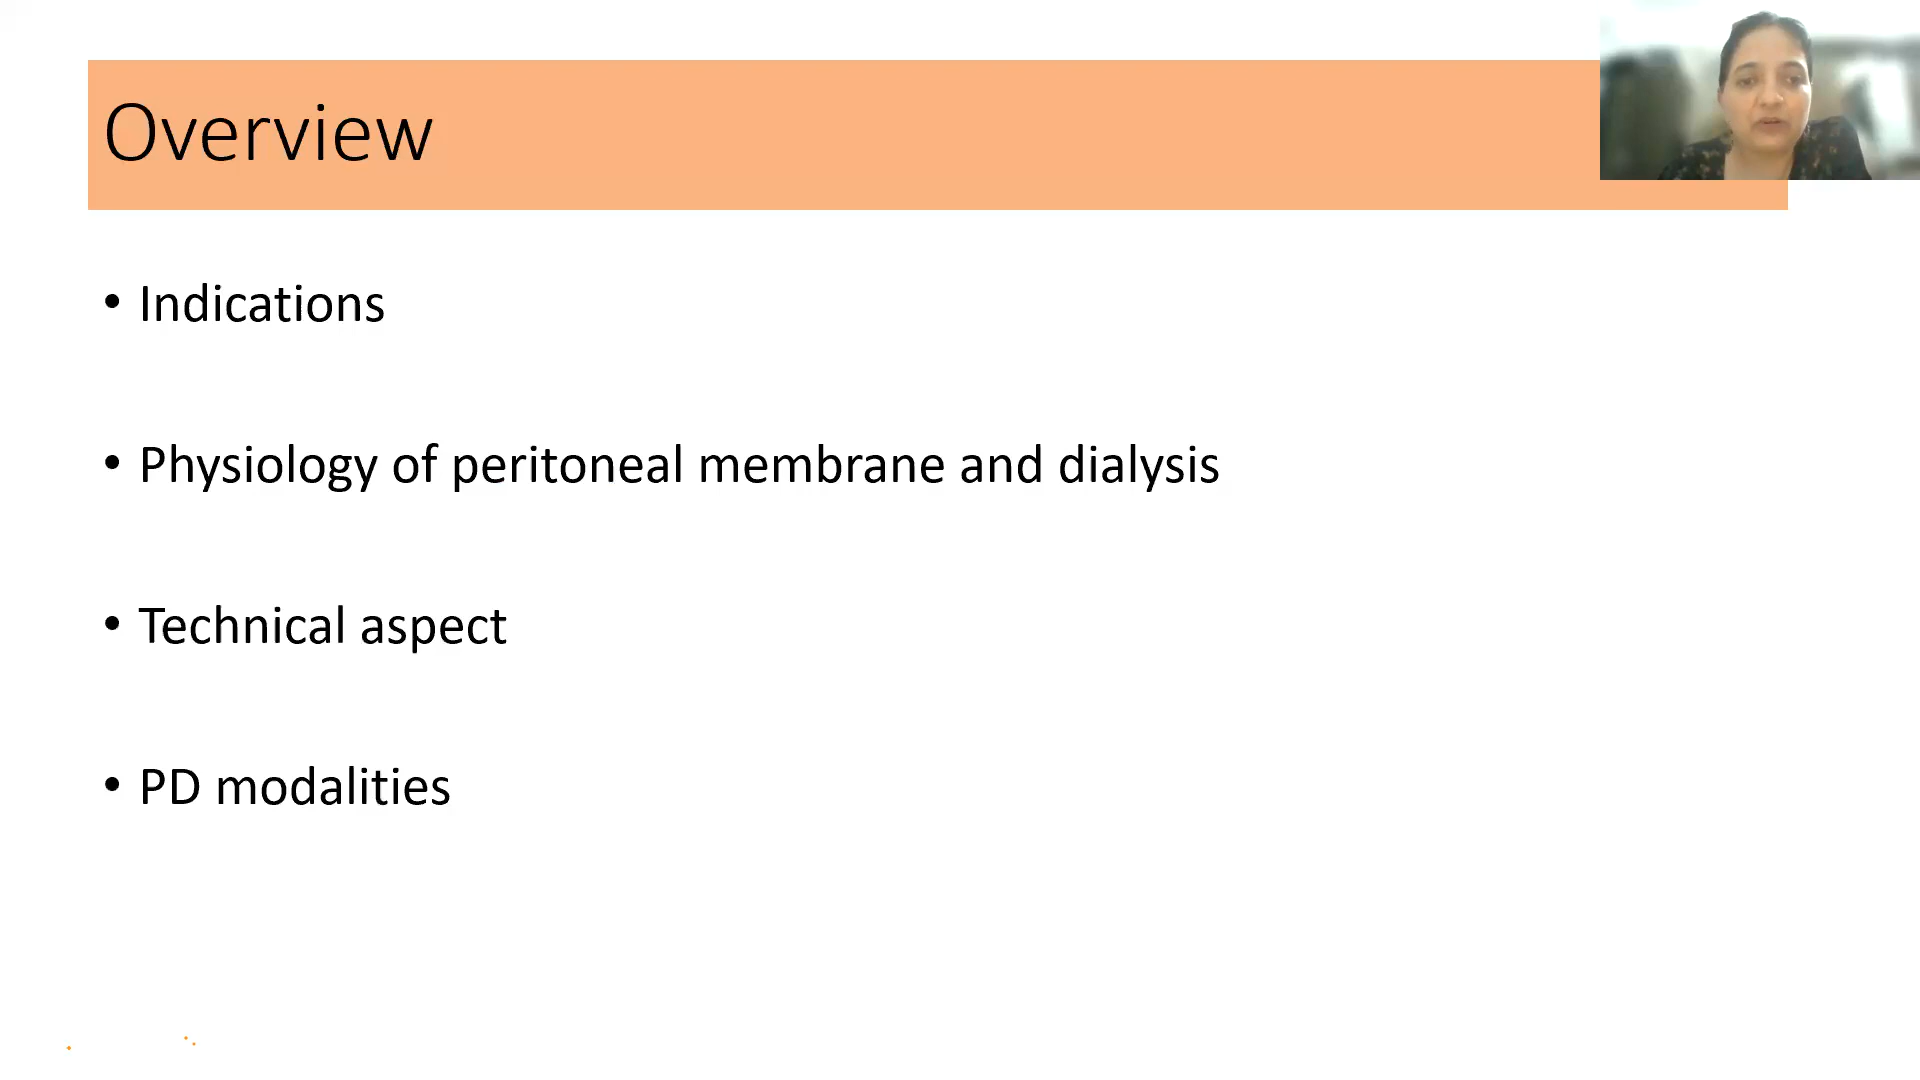 Overview
• Indications
• Physiology of peritoneal membrane and dialysis
• Technical aspect
• PD modalities